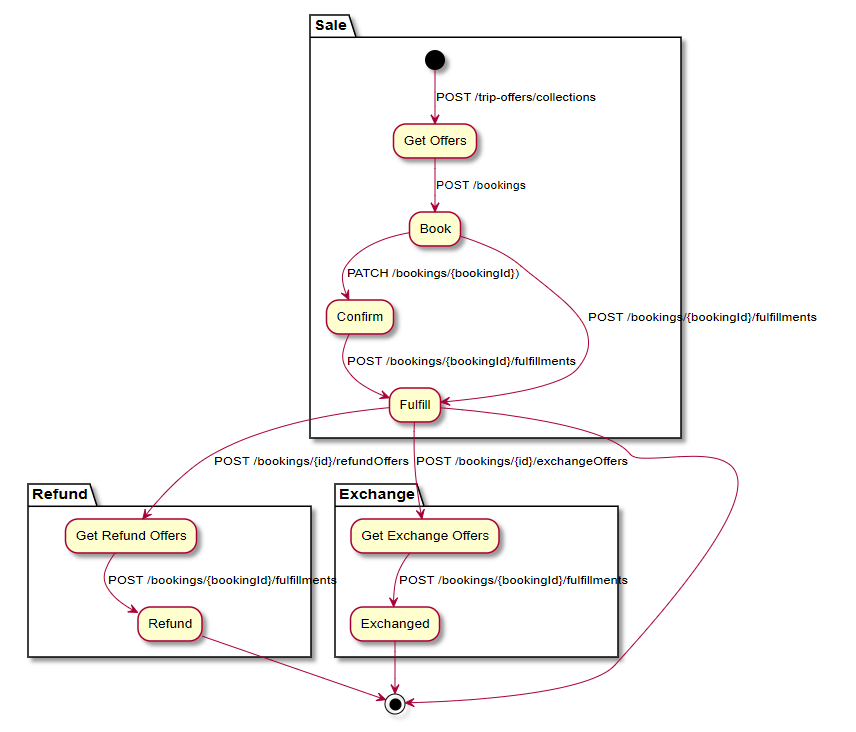 Sale
POST /trip-offers/collections
Get Offers
POST /bookings
Book
PATCH /bookings/{bookingId})
Confirm
POST /bookings/{bookingId}/fulfillments
POST /bookings/{bookingId}/fulfillments
Fulfill
POST /bookings/{id}/refundOffers
POST /bookings/{id}/exchangeOffers
Refund
Exchange
Get Refund Offers
Get Exchange Offers
POST /bookings/{bookingId}/fulfillments
POST /bookings/{bookingId}/fulfillments
Refund
Exchanged